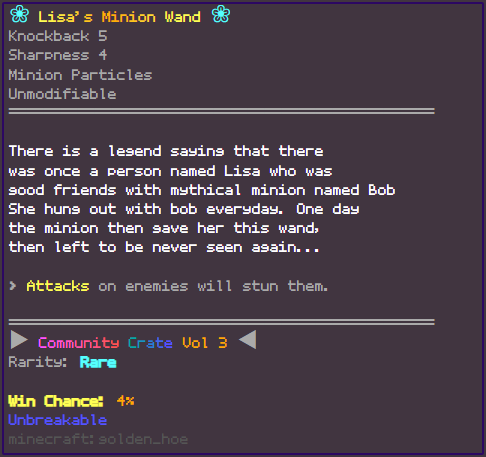 ❀ Lisa's Minion Wand ❀
Knockback 5
Sharpness 4
Minion Particles
Unmodifiable
There is a legend saying that there
was once a person named Lisa who was
good friends with mythical minion named Bob
She hung out with bob everyday. One day
the minion then gave her this wand,
then left to be never seen again...
> Attacks on enemies will stun them.
▶ Community Crate Vol 3 ◀
Rarity: Rare
Win Chance: 4%
Unbreakable
minecraft:golden_hoe